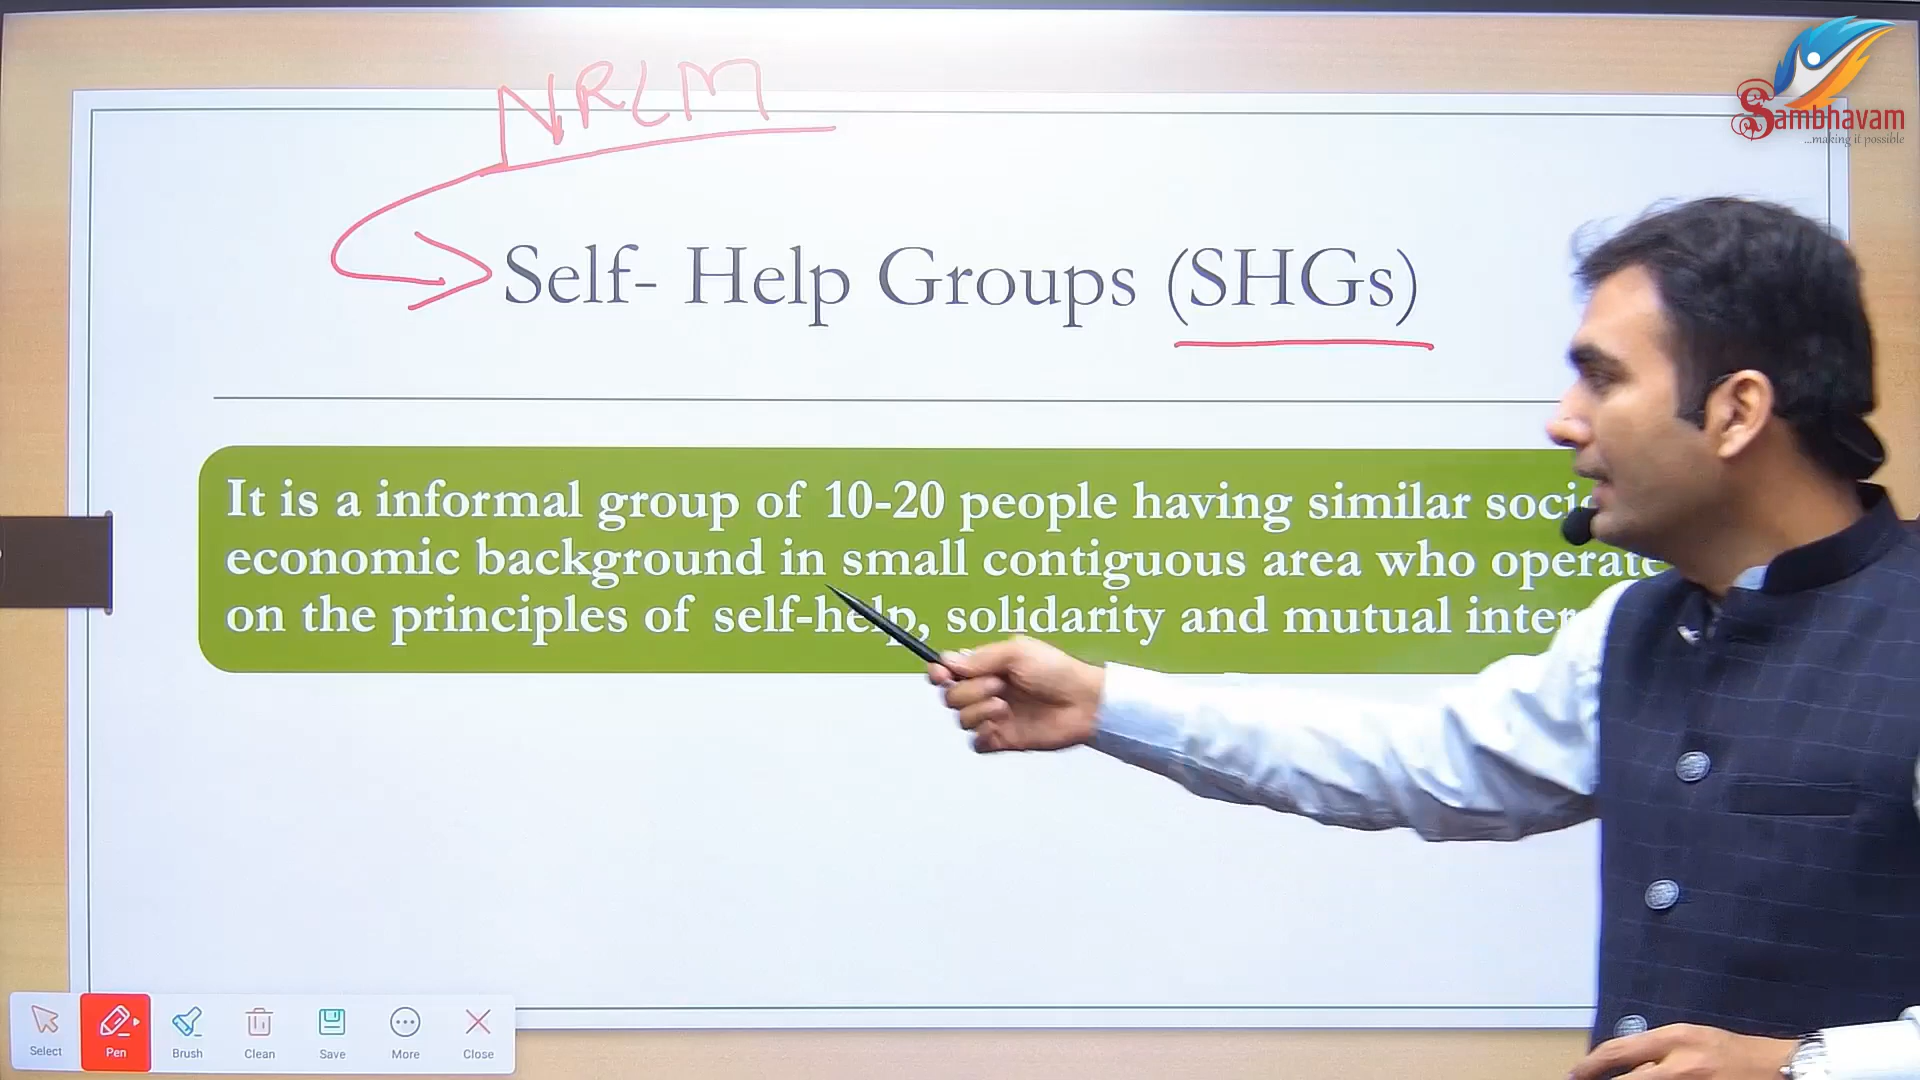 NRLM
Sambhavam
...making it possible
Self- Help Groups (SHGs)
It is a informal group of 10-20 people having similar
economic background in small contiguous area who operate
on the principles of self-help, solidarity and mutual
Select
Pen
Brush
Clean
Save
More
Close